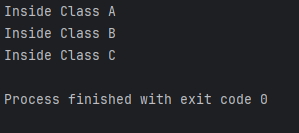 Inside Class A
Inside Class B
Inside Class C
Process finished with exit code 0